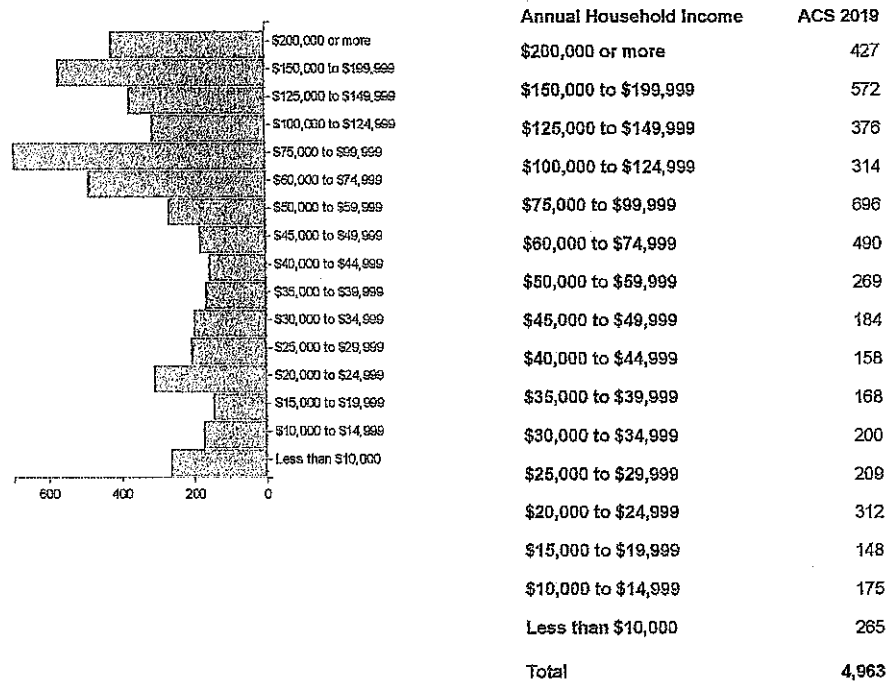 $200,000 or more
$150,000 to $199,999
$125,000 to $149,999
$100,000 to $124,999
$75,000 to $99,999
$60,000 to $74,999
$50,000 to $59,999
$45,000 to $49,999
$40,000 to $44,999
$35,000 to $39,999
$30,000 to $34,999
$25,000 to $29,999
$20,000 to $24,999
$15,000 to $19,999
$10,000 to $14,999
Less than $10,000
600 400 200 0
Annual Household Income ACS 2019
$200,000 or more 427
$150,000 to $199,999 572
$125,000 to $149,999 376
$100,000 to $124,999 314
$75,000 to $99,999 696
$60,000 to $74,999 490
$50,000 to $59,999 269
$45,000 to $49,999 184
$40,000 to $44,999 158
$35,000 to $39,999 168
$30,000 to $34,999 200
$25,000 to $29,999 209
$20,000 to $24,999 312
$15,000 to $19,999 148
$10,000 to $14,999 175
Less than $10,000 265
Total 4,963